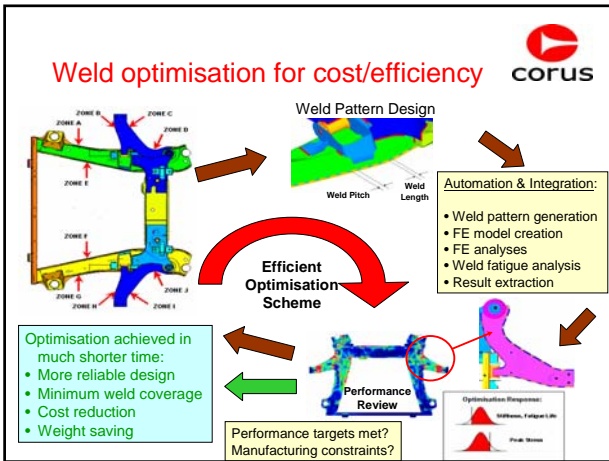 Weld optimisation for cost/efficiency
corus
ZONE B
ZONE C
ZONE A
ZONE D
ZONE E
ZONE F
ZONE G
ZONE H
ZONE I
ZONE J
Weld Pattern Design
Weld Pitch
Weld
Length
Automation & Integration:
• Weld pattern generation
• FE model creation
• FE analyses
• Weld fatigue analysis
• Result extraction
Efficient
Optimisation
Scheme
Optimisation achieved in
much shorter time:
• More reliable design
• Minimum weld coverage
• Cost reduction
• Weight saving
Performance
Review
Performance targets met?
Manufacturing constraints?
Optimisation Response:
Stiffness, Fatigue Life
Peak Stress